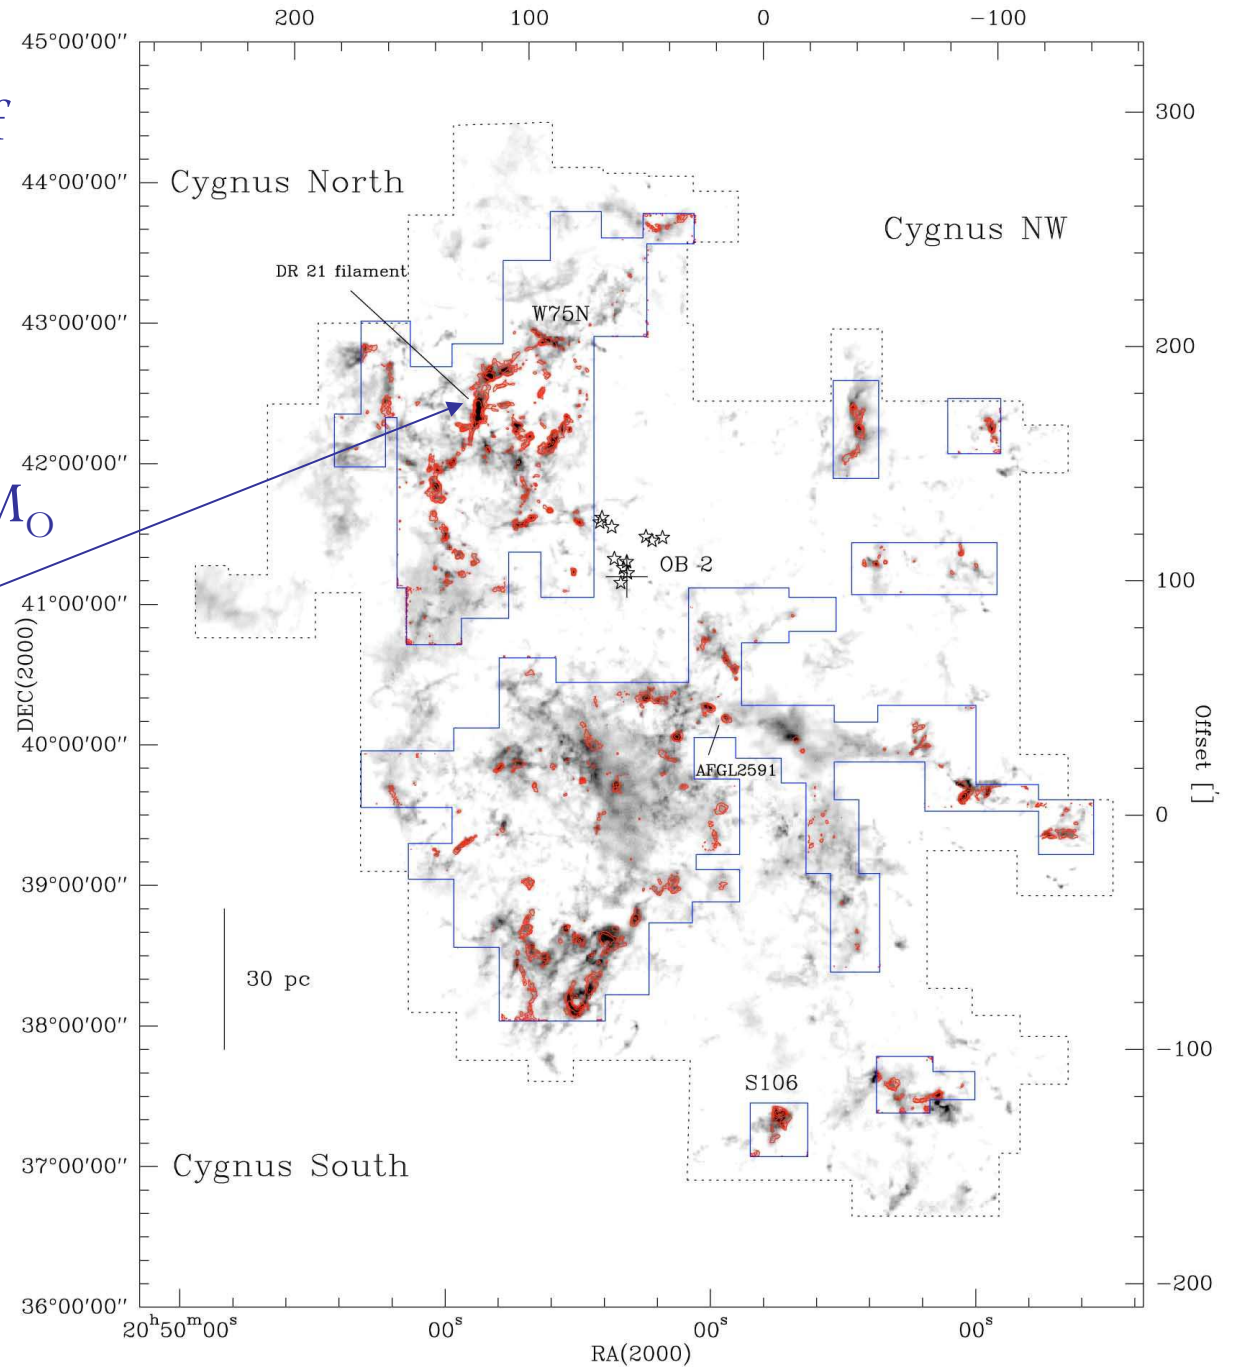 200 100 0 −100
45°00′00″
300
f
44°00′00″
Cygnus North
Cygnus NW
DR 21 filament
W75N
43°00′00″
200
42°00′00″
M_O
OB 2
100
41°00′00″
DEC(2000)
Offset [′]
40°00′00″
AFGL2591
0
39°00′00″
30 pc
38°00′00″
−100
S106
37°00′00″
Cygnus South
−200
36°00′00″
20ʰ50ᵐ00ˢ 00ˢ 00ˢ 00ˢ
RA(2000)